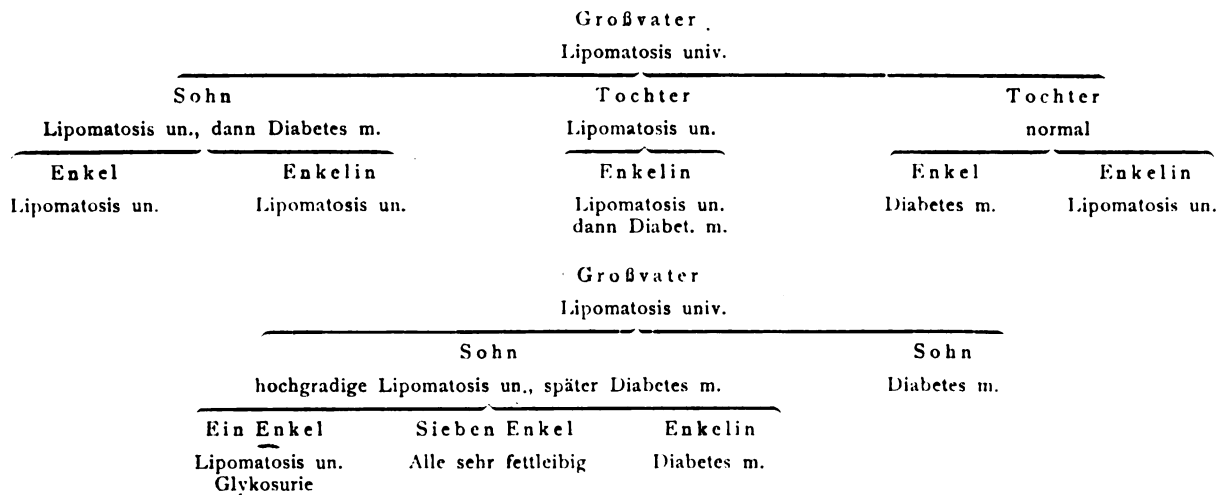 Großvater
Lipomatosis univ.
Sohn Tochter Tochter
Lipomatosis un., dann Diabetes m. Lipomatosis un. normal
Enkel Enkelin Enkelin Enkel Enkelin
Lipomatosis un. Lipomatosis un. Lipomatosis un. Diabetes m. Lipomatosis un.
dann Diabet. m.
Großvater
Lipomatosis univ.
Sohn Sohn
hochgradige Lipomatosis un., später Diabetes m. Diabetes m.
Ein Enkel Sieben Enkel Enkelin
Lipomatosis un. Alle sehr fettleibig Diabetes m.
Glykosurie